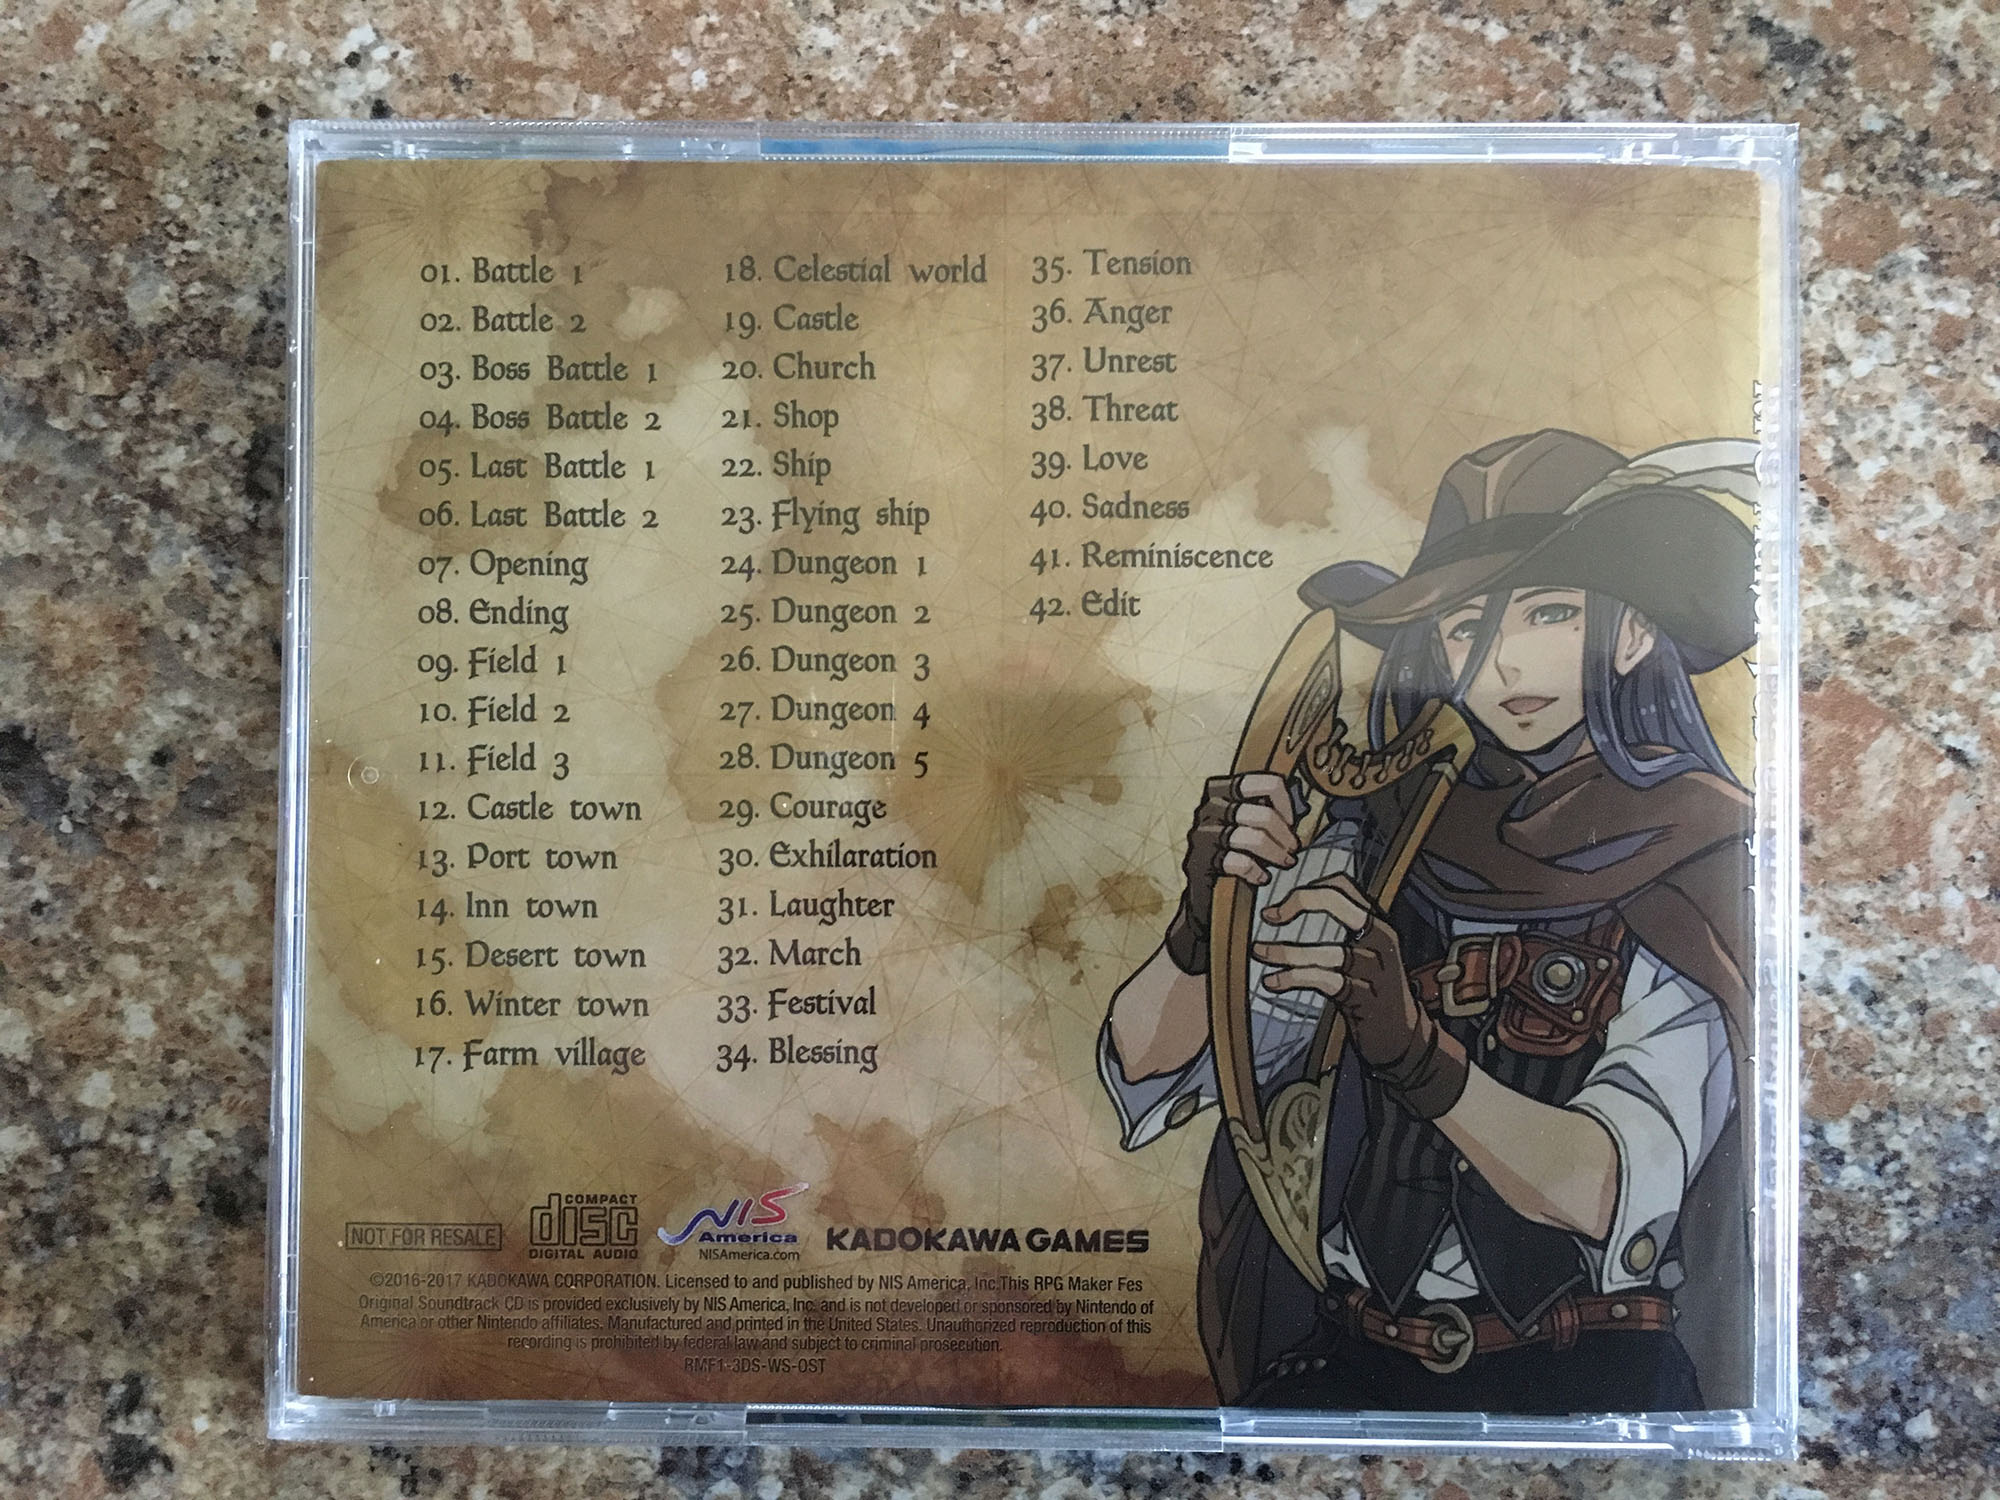 01. Battle 1
02. Battle 2
03. Boss Battle 1
04. Boss Battle 2
05. Last Battle 1
06. Last Battle 2
07. Opening
08. Ending
09. Field 1
10. Field 2
11. Field 3
12. Castle town
13. Port town
14. Inn town
15. Desert town
16. Winter town
17. Farm village
18. Celestial world
19. Castle
20. Church
21. Shop
22. Ship
23. Flying ship
24. Dungeon 1
25. Dungeon 2
26. Dungeon 3
27. Dungeon 4
28. Dungeon 5
29. Courage
30. Exhilaration
31. Laughter
32. March
33. Festival
34. Blessing
35. Tension
36. Anger
37. Unrest
38. Threat
39. Love
40. Sadness
41. Reminiscence
42. Edit
NOT FOR RESALE
COMPACT
disc
DIGITAL AUDIO
NIS
America
NISAmerica.com
KADOKAWA GAMES
©2016-2017 KADOKAWA CORPORATION. Licensed to and published by NIS America, Inc.This RPG Maker Fes
Original Soundtrack CD is provided exclusively by NIS America, Inc. and is not developed or sponsored by Nintendo of
America or other Nintendo affiliates. Manufactured and printed in the United States. Unauthorized reproduction of this
recording is prohibited by federal law and subject to criminal prosecution.
RMF1-3DS-WS-OST